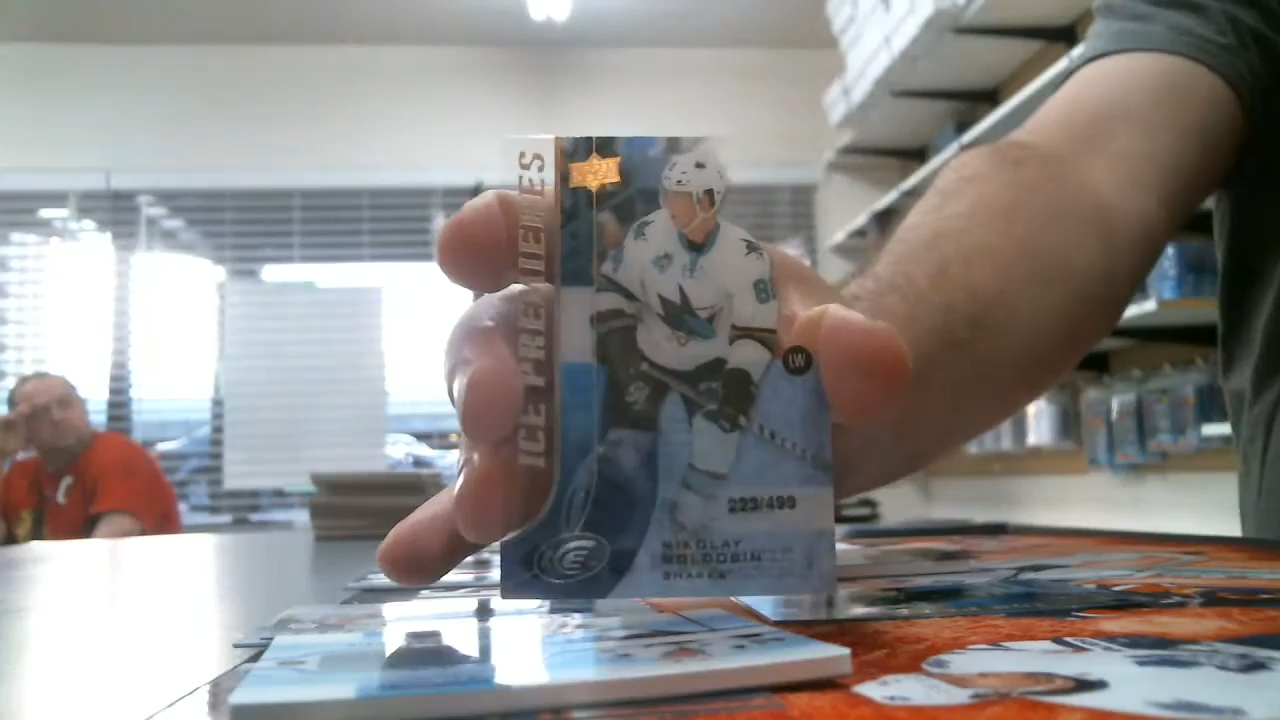 ICE PREMIERES
LW
223/499
NIKOLAY
GOLDOBIN
SHARKS